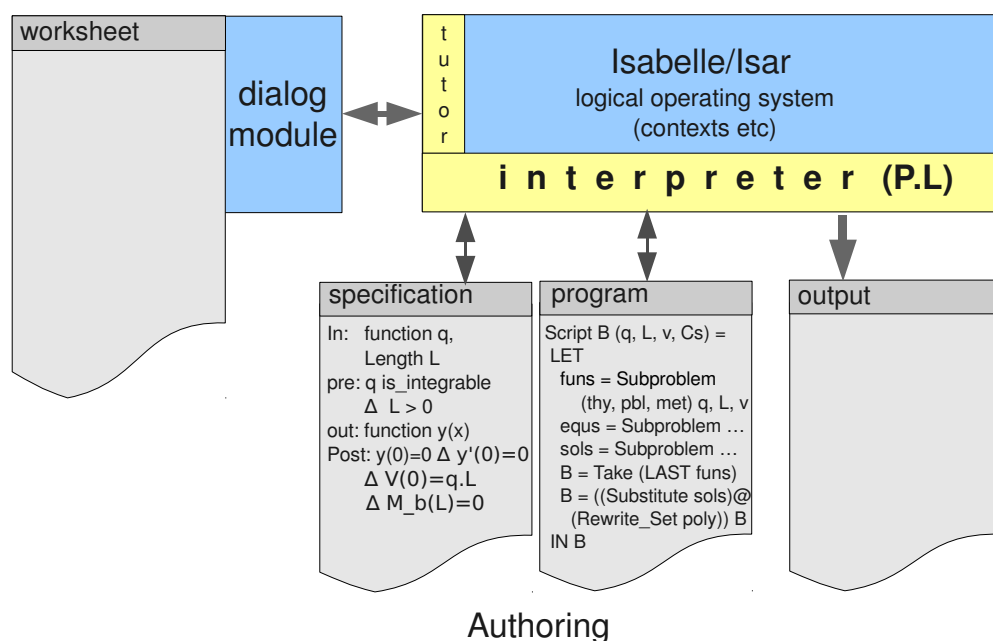 worksheet
dialog
module
tutor
Isabelle/Isar
logical operating system
(contexts etc)
interpreter (P.L)
specification
In: function q,
Length L
pre: q is_integrable
Δ L > 0
out: function y(x)
Post: y(0)=0 Δ y'(0)=0
Δ V(0)=q.L
Δ M_b(L)=0
program
Script B (q, L, v, Cs) =
LET
funs = Subproblem
(thy, pbl, met) q, L, v
equs = Subproblem …
sols = Subproblem …
B = Take (LAST funs)
B = ((Substitute sols)@
(Rewrite_Set poly)) B
IN B
output
Authoring